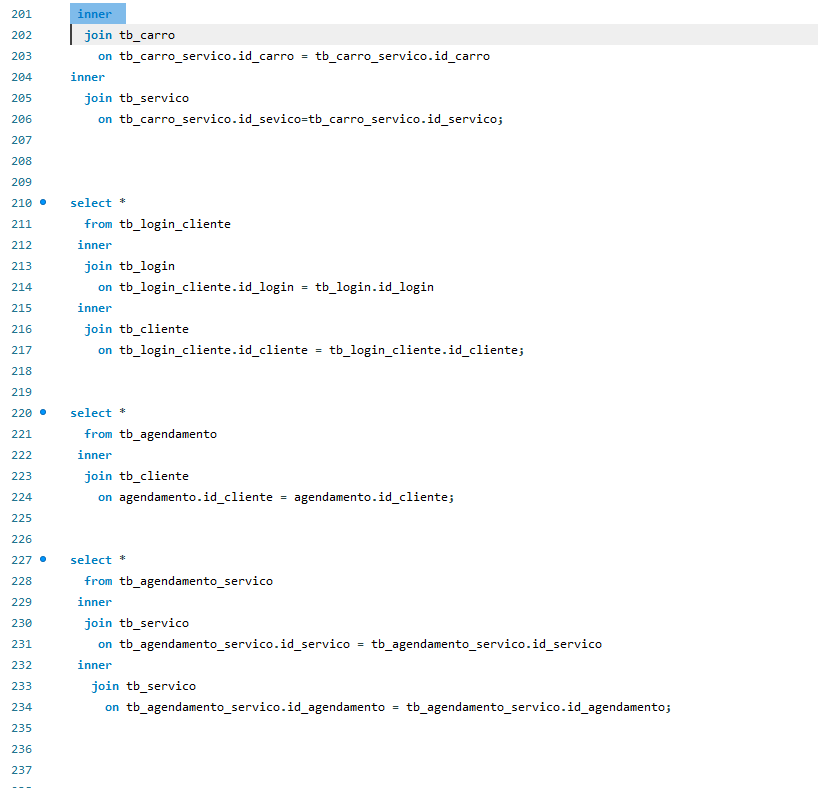 201 inner
202 join tb_carro
203 on tb_carro_servico.id_carro = tb_carro_servico.id_carro
204 inner
205 join tb_servico
206 on tb_carro_servico.id_sevico=tb_carro_servico.id_servico;
207
208
209
210 select *
211 from tb_login_cliente
212 inner
213 join tb_login
214 on tb_login_cliente.id_login = tb_login.id_login
215 inner
216 join tb_cliente
217 on tb_login_cliente.id_cliente = tb_login_cliente.id_cliente;
218
219
220 select *
221 from tb_agendamento
222 inner
223 join tb_cliente
224 on agendamento.id_cliente = agendamento.id_cliente;
225
226
227 select *
228 from tb_agendamento_servico
229 inner
230 join tb_servico
231 on tb_agendamento_servico.id_servico = tb_agendamento_servico.id_servico
232 inner
233 join tb_servico
234 on tb_agendamento_servico.id_agendamento = tb_agendamento_servico.id_agendamento;
235
236
237